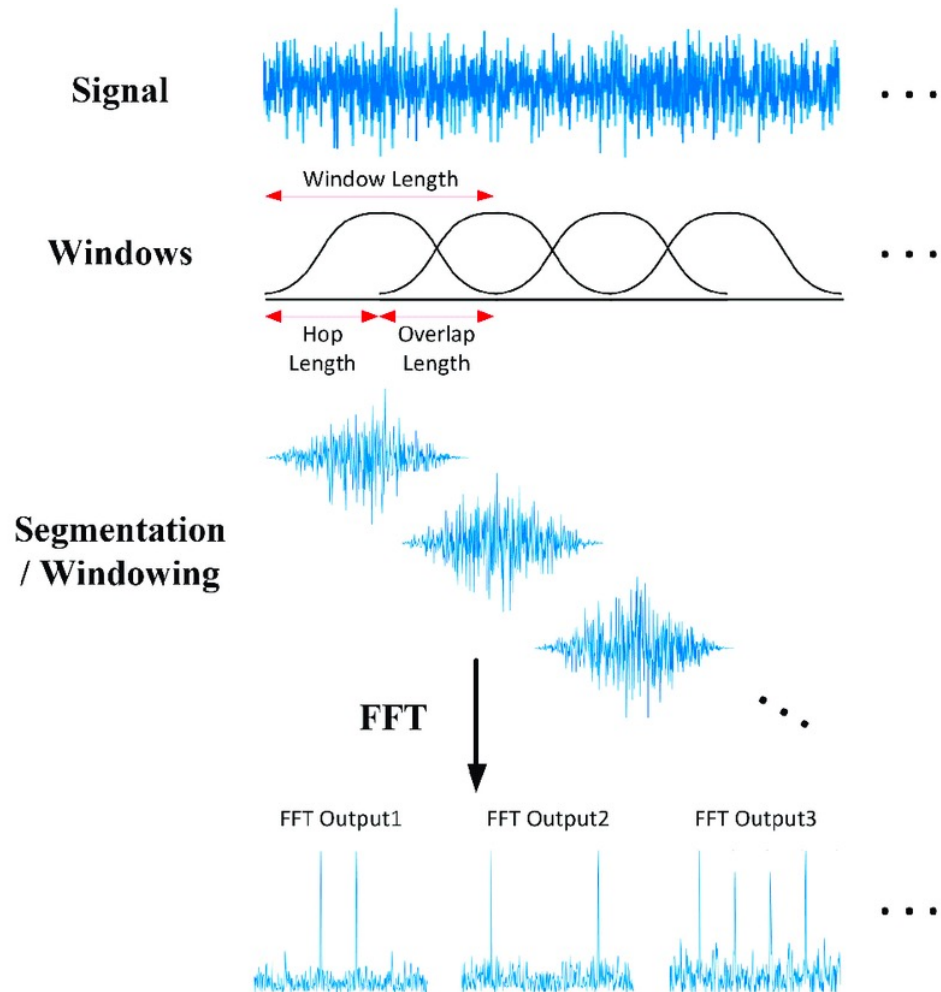 Signal
. . .
Window Length
Windows
. . .
Hop
Length
Overlap
Length
Segmentation
/ Windowing
. . .
FFT
FFT Output1
FFT Output2
FFT Output3
. . .